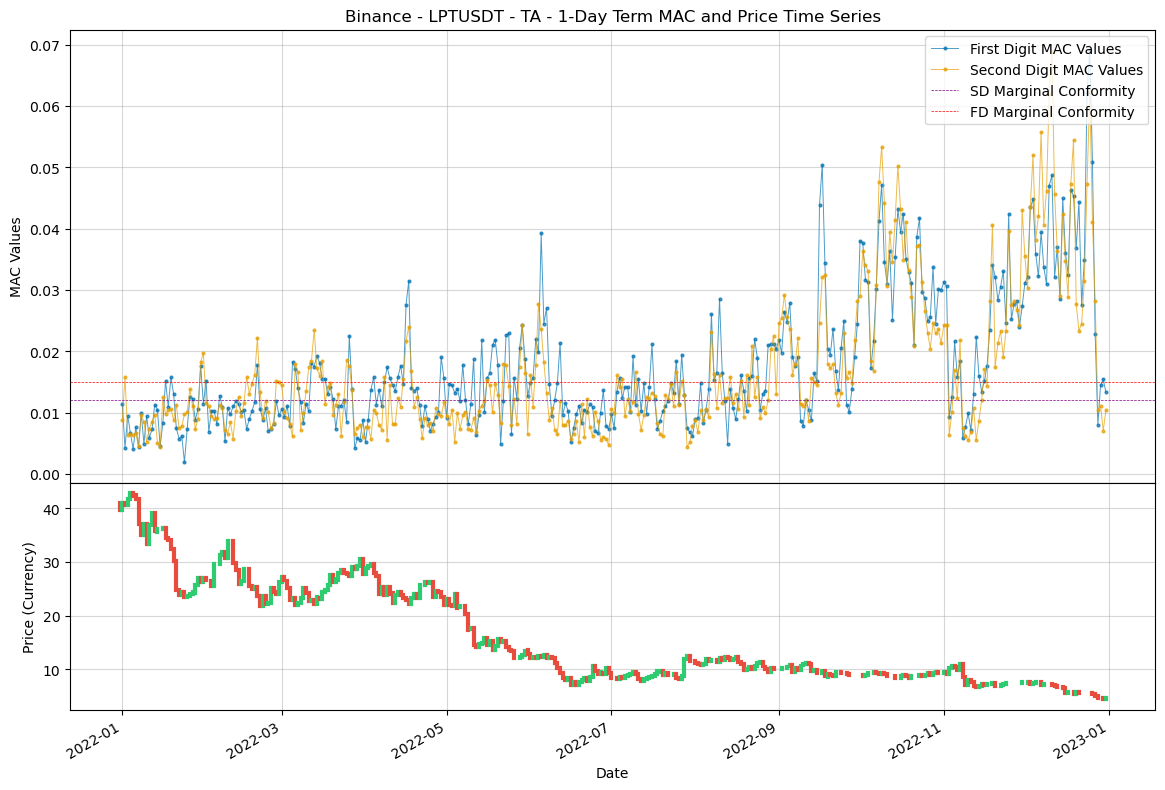 Binance - LPTUSDT - TA - 1-Day Term MAC and Price Time Series
First Digit MAC Values
Second Digit MAC Values
SD Marginal Conformity
FD Marginal Conformity
MAC Values
0.07
0.06
0.05
0.04
0.03
0.02
0.01
0.00
Price (Currency)
40
30
20
10
2022-01
2022-03
2022-05
2022-07
2022-09
2022-11
2023-01
Date